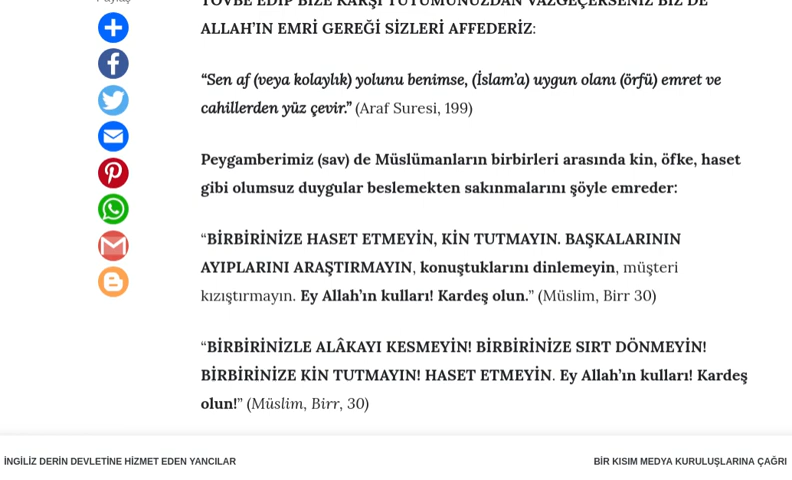 Paylaş
TÖVBE EDİP BİZE KARŞI TUTUMUNUZDAN VAZGEÇERSENİZ BİZ DE
ALLAH’IN EMRİ GEREĞİ SİZLERİ AFFEDERİZ:
“Sen af (veya kolaylık) yolunu benimse, (İslam’a) uygun olanı (örfü) emret ve
cahillerden yüz çevir.” (Araf Suresi, 199)
Peygamberimiz (sav) de Müslümanların birbirleri arasında kin, öfke, haset
gibi olumsuz duygular beslemekten sakınmalarını şöyle emreder:
“BİRBİRİNİZE HASET ETMEYİN, KİN TUTMAYIN. BAŞKALARININ
AYIPLARINI ARAŞTIRMAYIN, konuştuklarını dinlemeyin, müşteri
kızıştırmayın. Ey Allah’ın kulları! Kardeş olun.” (Müslim, Birr 30)
“BİRBİRİNİZLE ALÂKAYI KESMEYİN! BİRBİRİNİZE SIRT DÖNMEYİN!
BİRBİRİNİZE KİN TUTMAYIN! HASET ETMEYİN. Ey Allah’ın kulları! Kardeş
olun!” (Müslim, Birr, 30)
İNGİLİZ DERİN DEVLETİNE HİZMET EDEN YANCILAR
BİR KISIM MEDYA KURULUŞLARINA ÇAĞRI